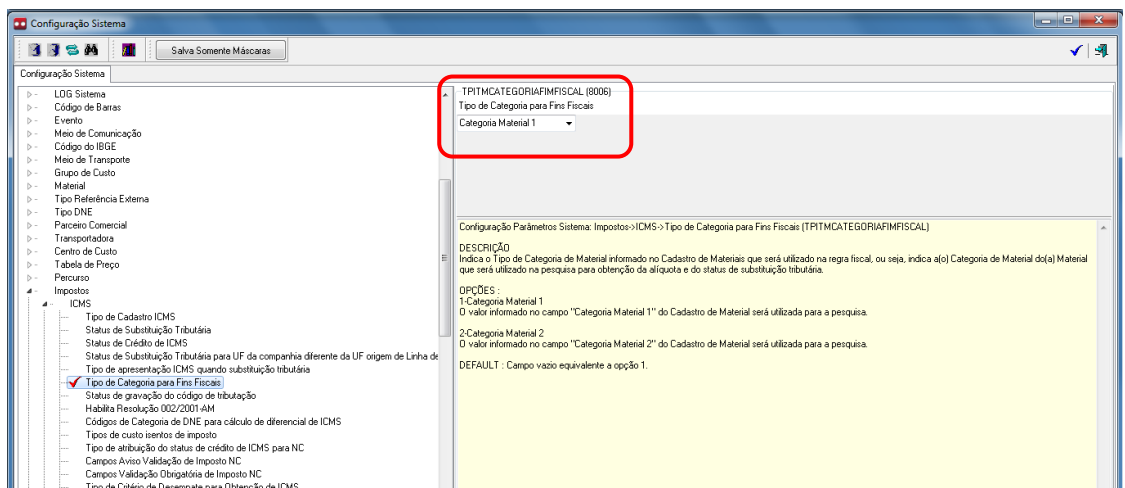 Configuração Sistema
Salva Somente Máscaras
Configuração Sistema
LOG Sistema
Código de Barras
Evento
Meio de Comunicação
Código do IBGE
Meio de Transporte
Grupo de Custo
Material
Tipo Referência Externa
Tipo DNE
Parceiro Comercial
Transportadora
Centro de Custo
Tabela de Preço
Percurso
Impostos
ICMS
Tipo de Cadastro ICMS
Status de Substituição Tributária
Status de Crédito de ICMS
Status de Substituição Tributária para UF da companhia diferente da UF origem de Linha de
Tipo de apresentação ICMS quando substituição tributária
Tipo de Categoria para Fins Fiscais
Status de gravação do código de tributação
Habilita Resolução 002/2001-AM
Códigos de Categoria de DNE para cálculo de diferencial de ICMS
Tipos de custo isentos de imposto
Tipo de atribuição do status de crédito de ICMS para NC
Campos Aviso Validação de Imposto NC
Campos Validação Obrigatória de Imposto NC
Tipo de Critério de Desempate para Obtenção de ICMS
TPITMCATEGORIAFIMFISCAL (8006)
Tipo de Categoria para Fins Fiscais
Categoria Material 1
Configuração Parâmetros Sistema: Impostos->ICMS->Tipo de Categoria para Fins Fiscais (TPITMCATEGORIAFIMFISCAL)
DESCRIÇÃO
Indica o Tipo de Categoria de Material informado no Cadastro de Materiais que será utilizado na regra fiscal, ou seja, indica a(o) Categoria de Material do(a) Material
que será utilizado na pesquisa para obtenção da alíquota e do status de substituição tributária.
OPÇÕES :
1-Categoria Material 1
O valor informado no campo "Categoria Material 1" do Cadastro de Material será utilizada para a pesquisa.
2-Categoria Material 2
O valor informado no campo "Categoria Material 2" do Cadastro de Material será utilizada para a pesquisa.
DEFAULT : Campo vazio equivalente a opção 1.